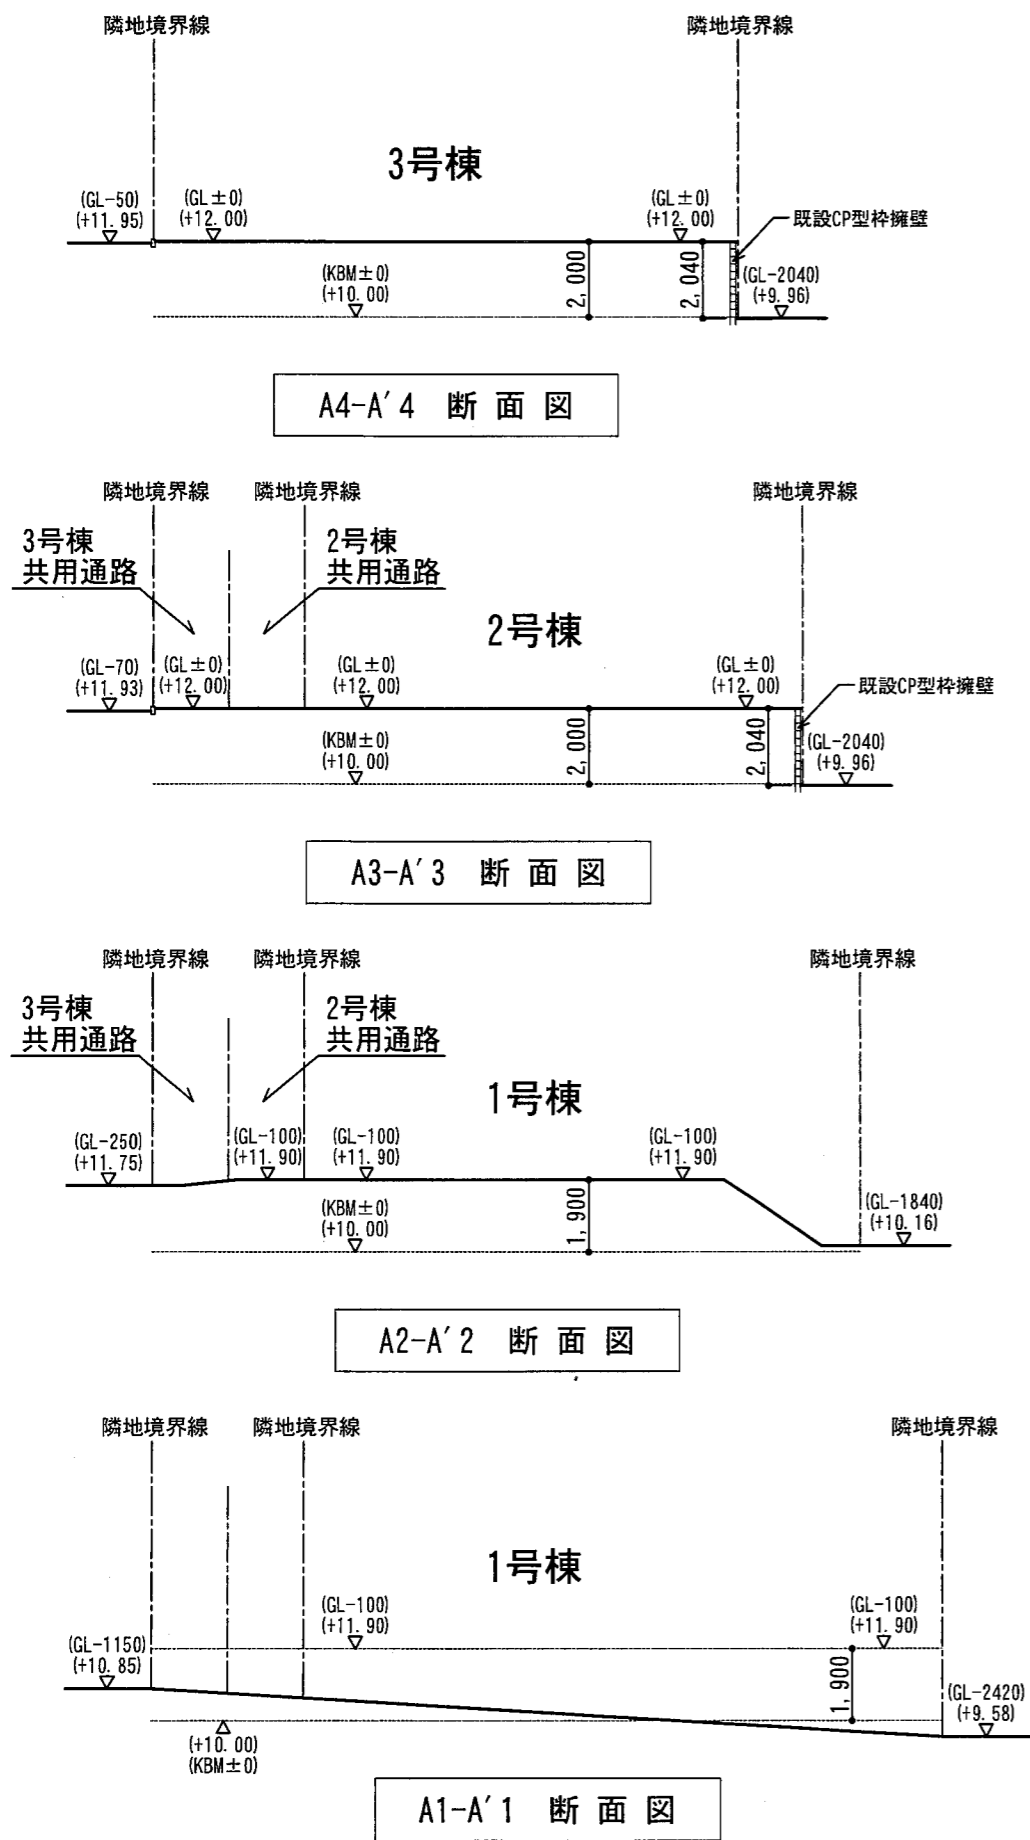 隣地境界線
隣地境界線
3号棟
(GL-50)
(+11.95)
(GL±0)
(+12.00)
(GL±0)
(+12.00)
既設CP型枠擁壁
(KBM±0)
(+10.00)
2,000
2,040
(GL-2040)
(+9.96)
A4-A'4 断面図
隣地境界線
隣地境界線
隣地境界線
3号棟
共用通路
2号棟
共用通路
2号棟
(GL-70)
(+11.93)
(GL±0)
(+12.00)
(GL±0)
(+12.00)
(GL±0)
(+12.00)
既設CP型枠擁壁
(KBM±0)
(+10.00)
2,000
2,040
(GL-2040)
(+9.96)
A3-A'3 断面図
隣地境界線
隣地境界線
隣地境界線
3号棟
共用通路
2号棟
共用通路
1号棟
(GL-250)
(+11.75)
(GL-100)
(+11.90)
(GL-100)
(+11.90)
(GL-100)
(+11.90)
(KBM±0)
(+10.00)
1,900
(GL-1840)
(+10.16)
A2-A'2 断面図
隣地境界線
隣地境界線
隣地境界線
1号棟
(GL-100)
(+11.90)
(GL-100)
(+11.90)
(GL-1150)
(+10.85)
1,900
(GL-2420)
(+9.58)
(+10.00)
(KBM±0)
A1-A'1 断面図